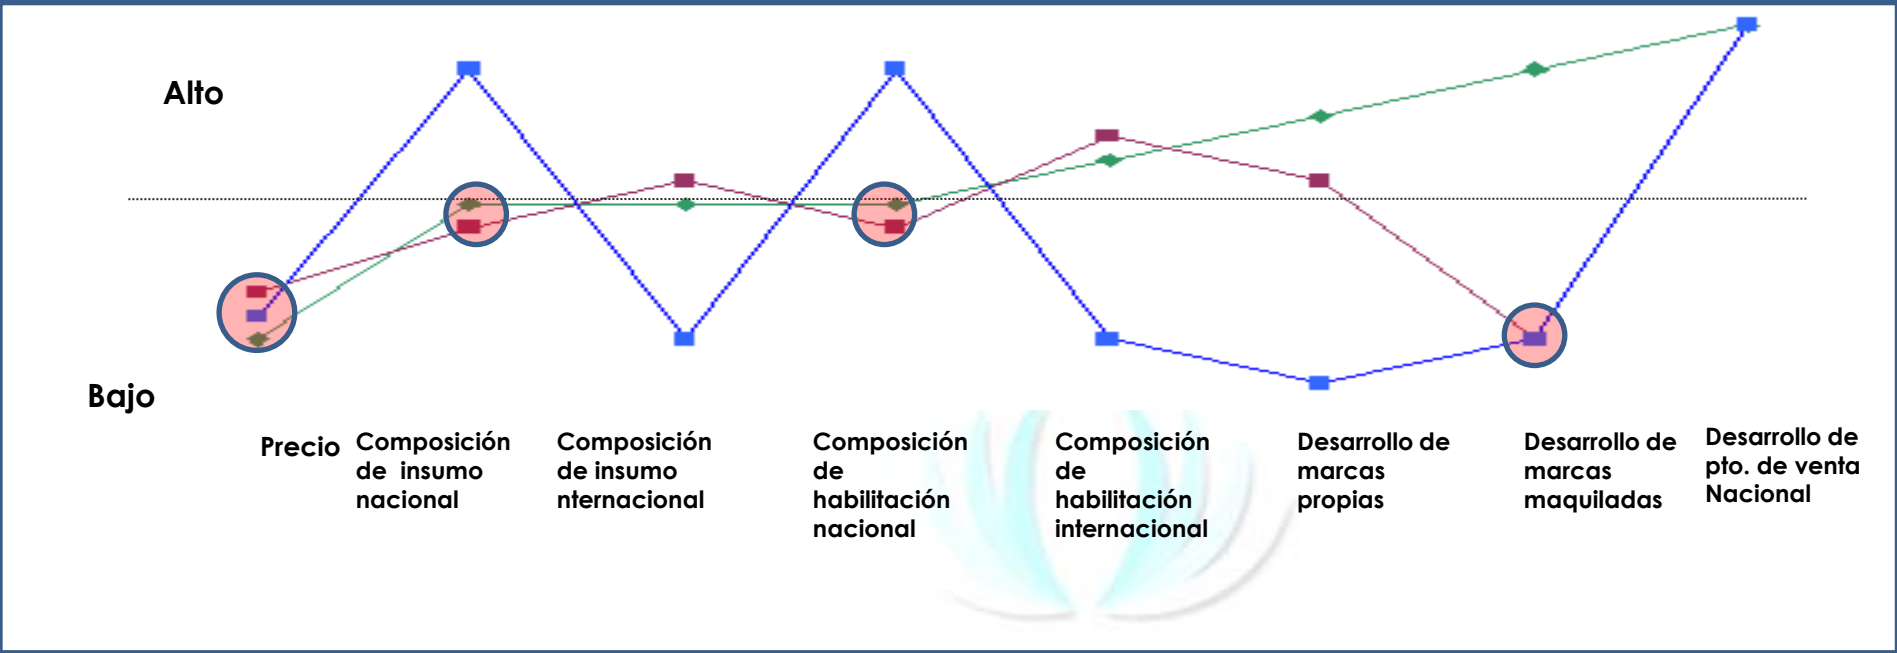 Alto
Bajo
Precio
Composición
de insumo
nacional
Composición
de insumo
nternacional
Composición
de
habilitación
nacional
Composición
de
habilitación
internacional
Desarrollo de
marcas
propias
Desarrollo de
marcas
maquiladas
Desarrollo de
pto. de venta
Nacional